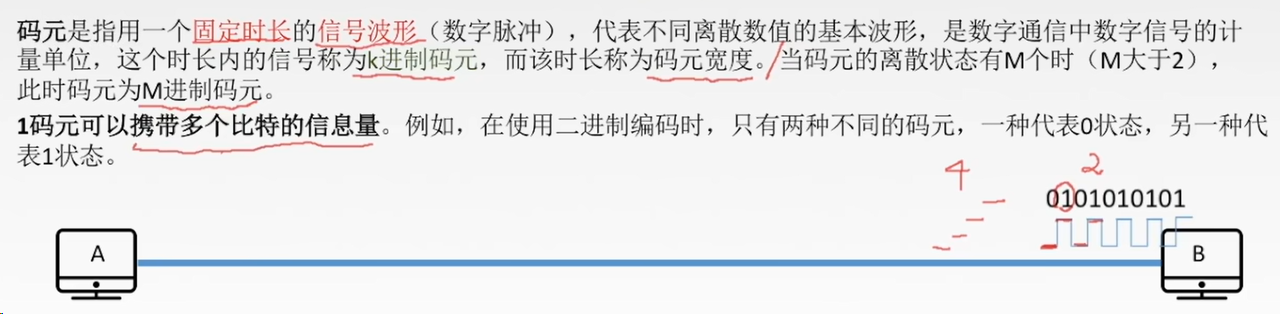 码元是指用一个固定时长的信号波形（数字脉冲），代表不同离散数值的基本波形，是数字通信中数字信号的计
量单位，这个时长内的信号称为k进制码元，而该时长称为码元宽度。当码元的离散状态有M个时（M大于2），
此时码元为M进制码元。
1码元可以携带多个比特的信息量。例如，在使用二进制编码时，只有两种不同的码元，一种代表0状态，另一种代
表1状态。
4
2
0101010101
A
B